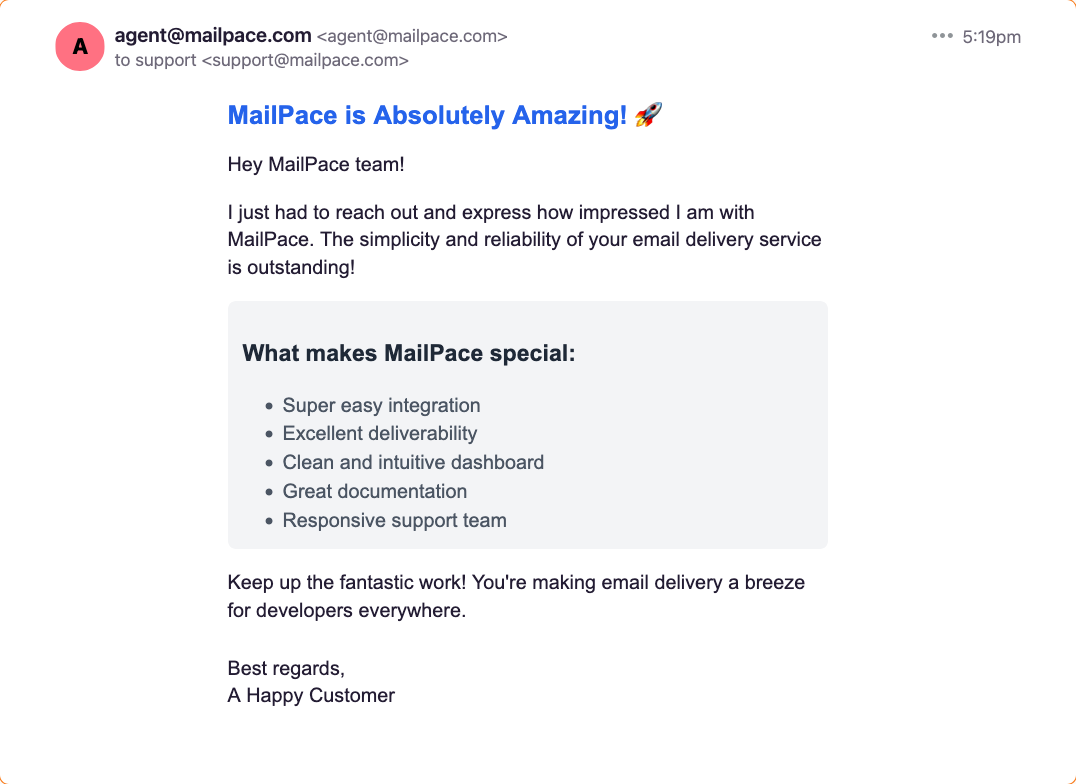 A
agent@mailpace.com <agent@mailpace.com>
••• 5:19pm
to support <support@mailpace.com>
MailPace is Absolutely Amazing! 🚀
Hey MailPace team!
I just had to reach out and express how impressed I am with
MailPace. The simplicity and reliability of your email delivery service
is outstanding!
What makes MailPace special:
• Super easy integration
• Excellent deliverability
• Clean and intuitive dashboard
• Great documentation
• Responsive support team
Keep up the fantastic work! You're making email delivery a breeze
for developers everywhere.
Best regards,
A Happy Customer